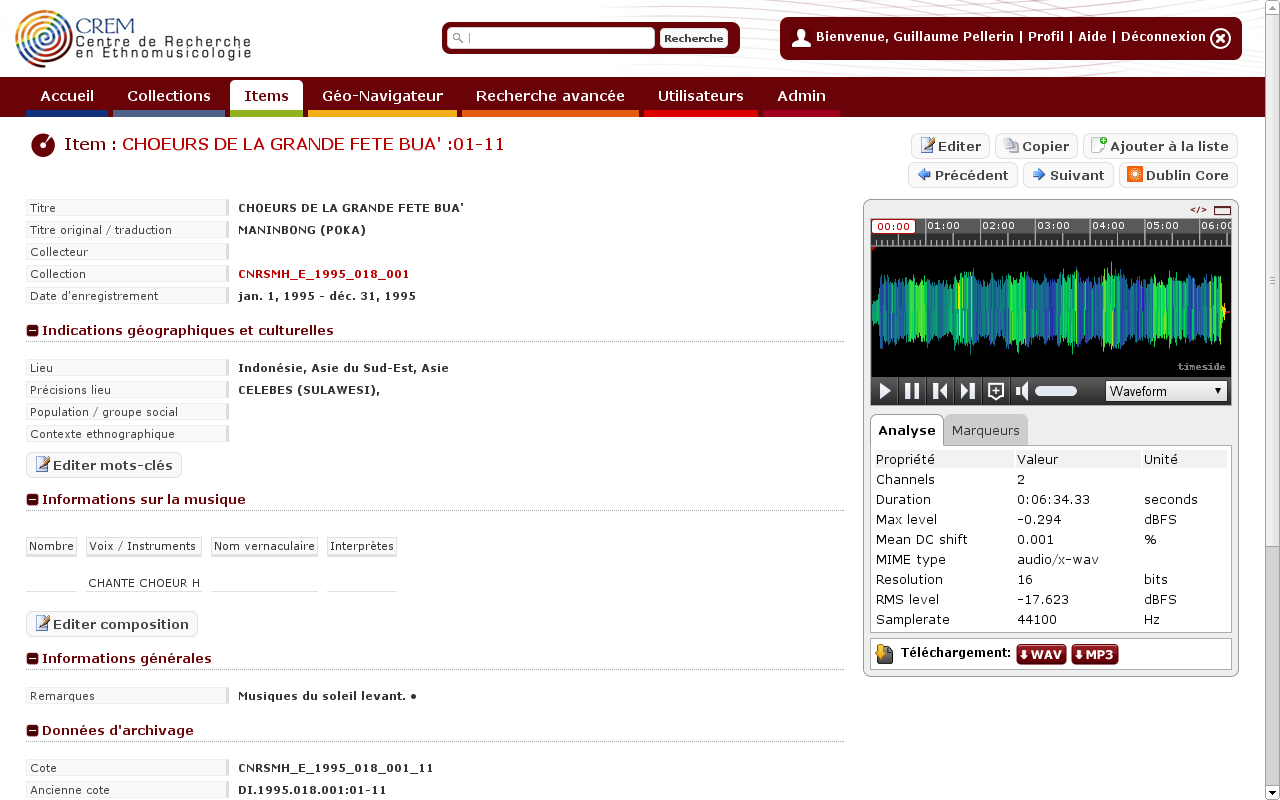 CREM
Centre de Recherche
en Ethnomusicologie
Recherche
Bienvenue, Guillaume Pellerin | Profil | Aide | Déconnexion
Accueil Collections Items Géo-Navigateur Recherche avancée Utilisateurs Admin
Item : CHOEURS DE LA GRANDE FETE BUA' :01-11
Editer Copier Ajouter à la liste
Précédent Suivant Dublin Core
Titre CHOEURS DE LA GRANDE FETE BUA'
Titre original / traduction MANINBONG (POKA)
Collecteur
Collection CNRSMH_E_1995_018_001
Date d'enregistrement jan. 1, 1995 - déc. 31, 1995
Indications géographiques et culturelles
Lieu Indonésie, Asie du Sud-Est, Asie
Précisions lieu CELEBES (SULAWESI),
Population / groupe social
Contexte ethnographique
Editer mots-clés
Informations sur la musique
Nombre Voix / Instruments Nom vernaculaire Interprètes
CHANTE CHOEUR H
Editer composition
Informations générales
Remarques Musiques du soleil levant. •
Données d'archivage
Cote CNRSMH_E_1995_018_001_11
Ancienne cote DI.1995.018.001:01-11
</>
00:00 01:00 02:00 03:00 04:00 05:00 06:00
timeside
Waveform
Analyse Marqueurs
Propriété Valeur Unité
Channels 2
Duration 0:06:34.33 seconds
Max level -0.294 dBFS
Mean DC shift 0.001 %
MIME type audio/x-wav
Resolution 16 bits
RMS level -17.623 dBFS
Samplerate 44100 Hz
Téléchargement: WAV MP3